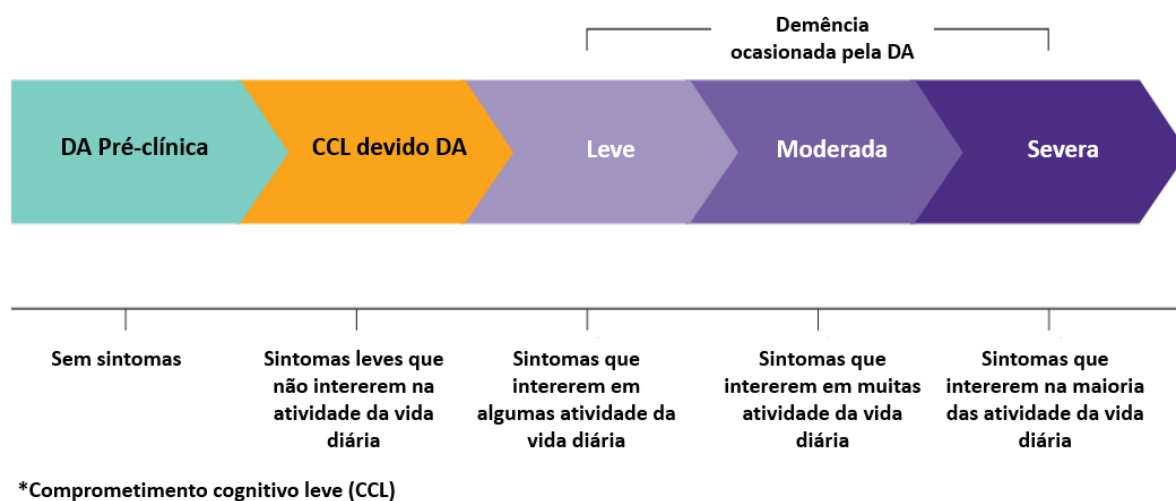 Demência
ocasionada pela DA
DA Pré-clínica
CCL devido DA
Leve
Moderada
Severa
Sem sintomas
Sintomas leves que
não intererem na
atividade da vida
diária
Sintomas que
intererem em
algumas atividade da
vida diária
Sintomas que
intererem em muitas
atividade da vida
diária
Sintomas que
intererem na maioria
das atividade da vida
diária
*Comprometimento cognitivo leve (CCL)